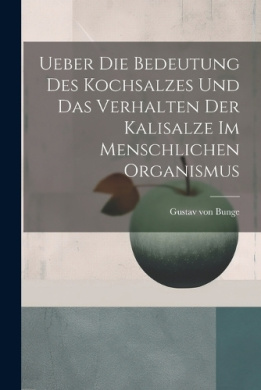 Ueber Die Bedeutung
Des Kochsalzes Und
Das Verhalten Der
Kalisalze Im
Menschlichen
Organismus
Gustav von Bunge